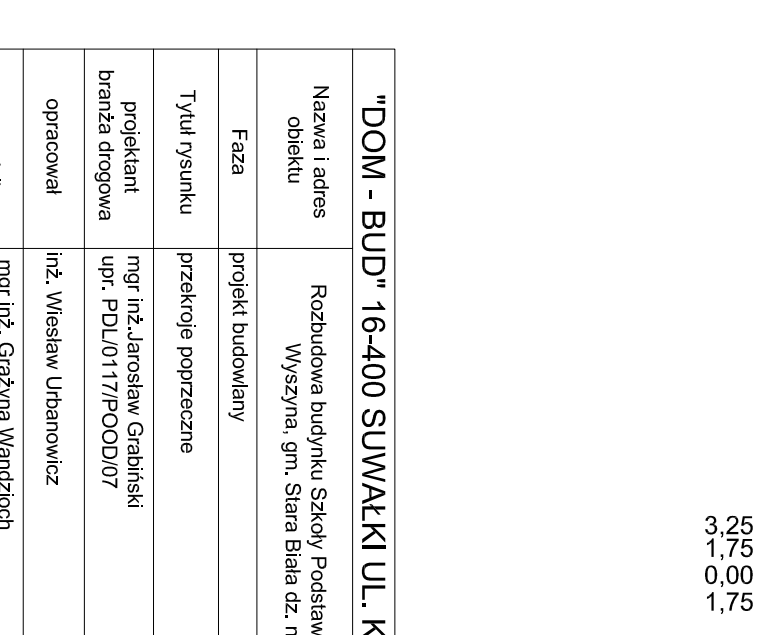 "DOM - BUD" 16-400 SUWAŁKI UL. K
Nazwa i adres
obiektu
Rozbudowa budynku Szkoły Podstaw
Wyszyna, gm. Stara Biała dz. n
Faza
projekt budowlany
Tytuł rysunku
przekroje poprzeczne
projektant
branża drogowa
mgr inż.Jarosław Grabiński
upr. PDL/0117/POOD/07
opracował
inż. Wiesław Urbanowicz
mgr inż. Grażyna Wandzioch
3,25
1,75
0,00
1,75